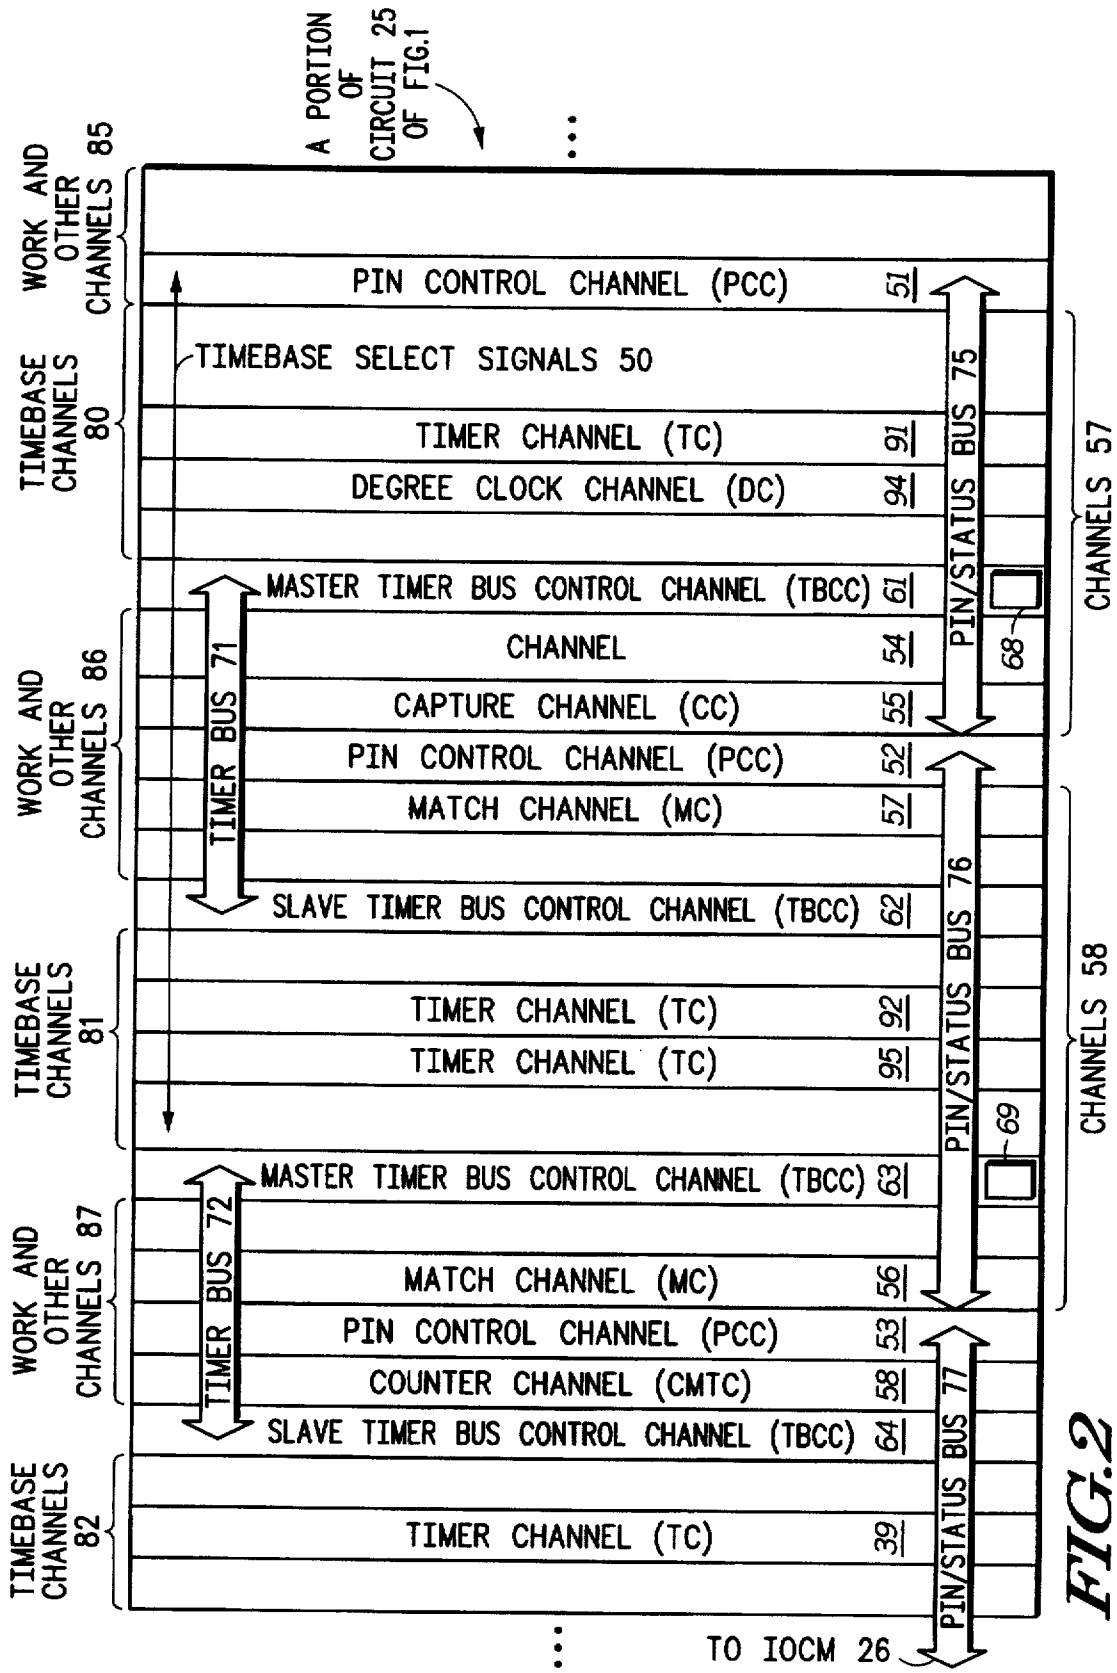 A PORTION
OF
CIRCUIT 25
OF FIG.1
WORK AND
OTHER
CHANNELS 85
TIMEBASE
CHANNELS
80
WORK AND
OTHER
CHANNELS 86
TIMEBASE
CHANNELS
81
WORK AND
OTHER
CHANNELS 87
TIMEBASE
CHANNELS
82
...
PIN CONTROL CHANNEL (PCC) 51
TIMEBASE SELECT SIGNALS 50
TIMER CHANNEL (TC) 91
DEGREE CLOCK CHANNEL (DC) 94
MASTER TIMER BUS CONTROL CHANNEL (TBCC) 61
CHANNEL 54
CAPTURE CHANNEL (CC) 55
PIN CONTROL CHANNEL (PCC) 52
MATCH CHANNEL (MC) 57
SLAVE TIMER BUS CONTROL CHANNEL (TBCC) 62
TIMER CHANNEL (TC) 92
TIMER CHANNEL (TC) 95
MASTER TIMER BUS CONTROL CHANNEL (TBCC) 63
MATCH CHANNEL (MC) 56
PIN CONTROL CHANNEL (PCC) 53
COUNTER CHANNEL (CMTC) 58
SLAVE TIMER BUS CONTROL CHANNEL (TBCC) 64
TIMER CHANNEL (TC) 39
TIMER BUS 71
TIMER BUS 72
PIN/STATUS BUS 75
PIN/STATUS BUS 76
PIN/STATUS BUS 77
68
69
CHANNELS 57
CHANNELS 58
...
TO IOCM 26
FIG.2